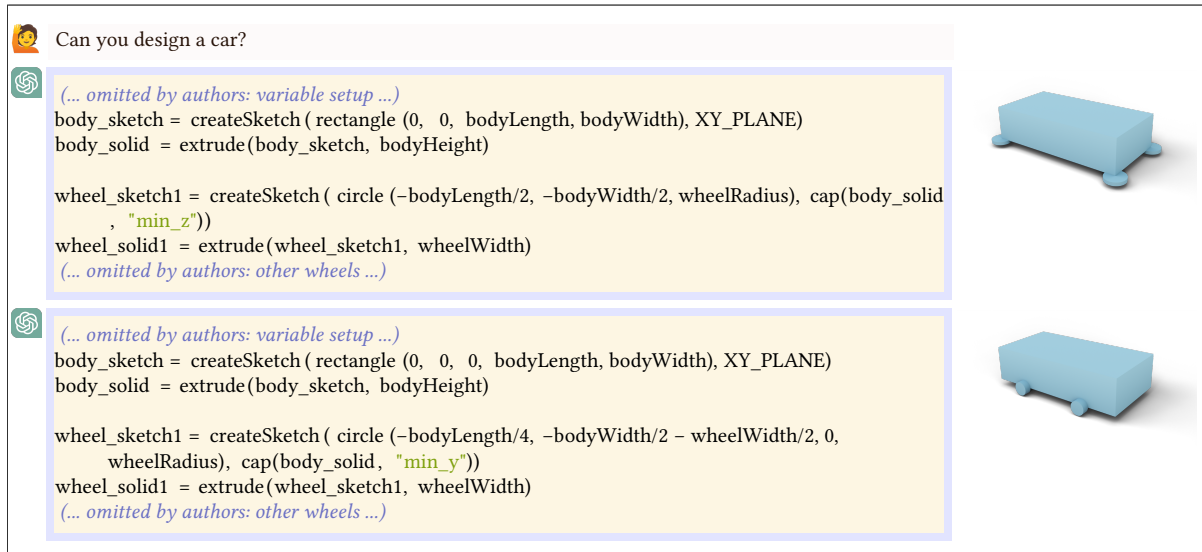 Can you design a car?
(... omitted by authors: variable setup ...)
body_sketch = createSketch ( rectangle (0, 0, bodyLength, bodyWidth), XY_PLANE)
body_solid = extrude(body_sketch, bodyHeight)
wheel_sketch1 = createSketch ( circle (−bodyLength/2, −bodyWidth/2, wheelRadius), cap(body_solid
, "min_z"))
wheel_solid1 = extrude(wheel_sketch1, wheelWidth)
(... omitted by authors: other wheels ...)
(... omitted by authors: variable setup ...)
body_sketch = createSketch ( rectangle (0, 0, 0, bodyLength, bodyWidth), XY_PLANE)
body_solid = extrude(body_sketch, bodyHeight)
wheel_sketch1 = createSketch ( circle (−bodyLength/4, −bodyWidth/2 − wheelWidth/2, 0,
wheelRadius), cap(body_solid, "min_y"))
wheel_solid1 = extrude(wheel_sketch1, wheelWidth)
(... omitted by authors: other wheels ...)